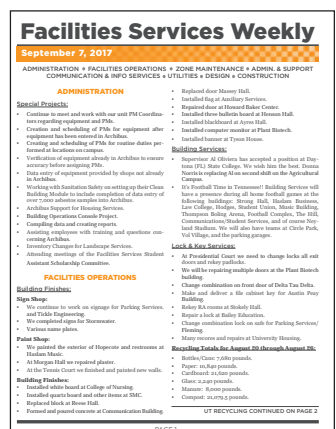 Facilities Services Weekly
September 7, 2017
ADMINISTRATION • FACILITIES OPERATIONS • ZONE MAINTENANCE • ADMIN. & SUPPORT
COMMUNICATION & INFO SERVICES • UTILITIES • DESIGN • CONSTRUCTION
ADMINISTRATION
Special Projects:
• Continue to meet and work with our unit PM Coordina-
tors regarding equipment and PMs.
• Creation and scheduling of PMs for equipment after
equipment has been entered in Archibus.
• Creating and scheduling of PMs for routine duties per-
formed at locations on campus.
• Verification of equipment already in Archibus to ensure
accuracy before assigning PMs.
• Data entry of equipment provided by shops not already
in Archibus.
• Working with Sanitation Safety on setting up their Clean
Building Module to include completion of data entry of
over 7,000 asbestos samples into Archibus.
• Archibus Support for Housing Services.
• Building Operations Console Project.
• Compiling data and creating reports.
• Assisting employees with training and questions con-
cerning Archibus.
• Inventory Changes for Landscape Services.
• Attending meetings of the Facilities Services Student
Assistant Scholarship Committee.
FACILITIES OPERATIONS
Building Finishes:
Sign Shop:
• We continue to work on signage for Parking Services.
and Tickle Engineering.
• We completed signs for Stormwater.
• Various name plates.
Paint Shop:
• We painted the exterior of Hopecote and restrooms at
Haslam Music.
• At Morgan Hall we repaired plaster.
• At the Tennis Court we finished and painted new walls.
Building Finishes:
• Installed white board at College of Nursing.
• Installed quartz board and other items at SMC.
• Replaced block at Reese Hall.
• Formed and poured concrete at Communication Building.
• Replaced door Massey Hall.
• Installed flag at Auxiliary Services.
• Repaired door at Howard Baker Center.
• Installed three bulletin board at Henson Hall.
• Installed blackboard at Ayres Hall.
• Installed computer monitor at Plant Biotech.
• Installed banner at Tyson House.
Building Services:
• Supervisor Al Oliveira has accepted a position at Day-
tona (FL) State College. We wish him the best. Donna
Norris is replacing Al on second shift on the Agricultural
Campus.
• It's Football Time in Tennessee! Building Services will
have a presence during all home football games at the
following buildings: Strong Hall, Haslam Business,
Law College, Hodges, Student Union, Music Building,
Thompson Boling Arena, Football Complex, The Hill,
Communications/Student Services, and of course Ney-
land Stadium. We will also have teams at Circle Park,
Vol Village, and the parking garages.
Lock & Key Services:
• At Presidential Court we need to change locks all exit
doors and rekey padlocks.
• We will be repairing multiple doors at the Plant Biotech
building.
• Change combination on front door of Delta Tau Delta.
• Make and deliver a file cabinet key for Austin Peay
Building.
• Rekey RA rooms at Stokely Hall.
• Repair a lock at Bailey Education.
• Change combination lock on safe for Parking Services/
Fleming.
• Many recores and repairs at University Housing.
Recycling Totals for August 20 through August 26:
• Bottles/Cans: 7,680 pounds.
• Paper: 10,840 pounds.
• Cardboard: 21,620 pounds.
• Glass: 2,240 pounds.
• Manure: 8,000 pounds.
• Compost: 21,079.5 pounds.
UT RECYCLING CONTINUED ON PAGE 2